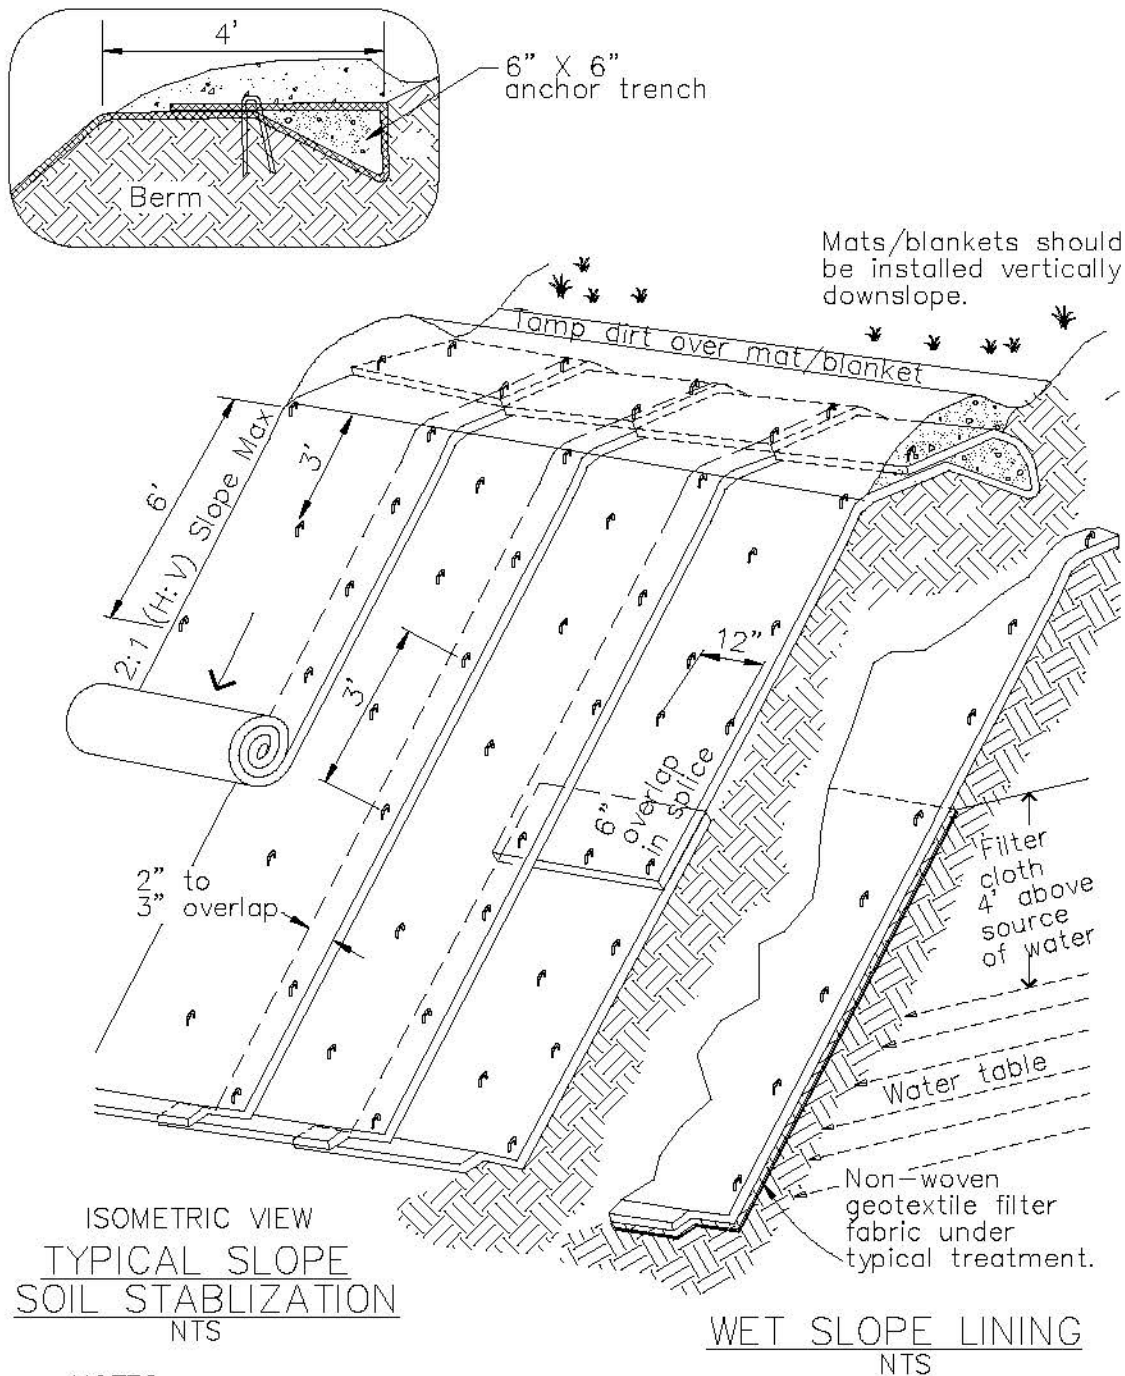 4'
6" X 6"
anchor trench
Berm
Mats/blankets should
be installed vertically
downslope.
Tamp dirt over mat/blanket
6'
3'
2:1 (H:V) Slope Max
12"
3'
6"
overlap
in splice
2" to
3" overlap
Filter
cloth
4' above
source
of water
Water table
Non-woven
geotextile filter
fabric under
typical treatment.
ISOMETRIC VIEW
TYPICAL SLOPE
SOIL STABLIZATION
NTS
WET SLOPE LINING
NTS